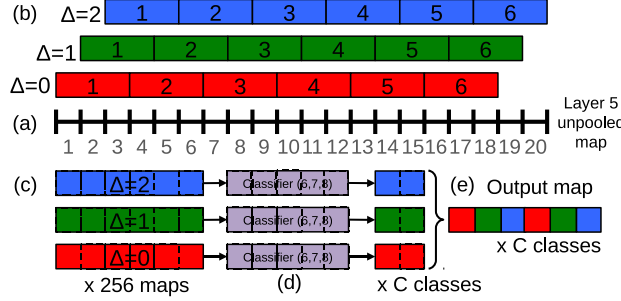 (b) Δ=2 1 2 3 4 5 6
Δ=1 1 2 3 4 5 6
Δ=0 1 2 3 4 5 6
(a)
Layer 5
unpooled
map
1 2 3 4 5 6 7 8 9 10 11 12 13 14 15 16 17 18 19 20
(c) Δ=2 Classifier (6,7,8)
Δ=1 Classifier (6,7,8)
Δ=0 Classifier (6,7,8)
x 256 maps (d) x C classes
(e) Output map
x C classes